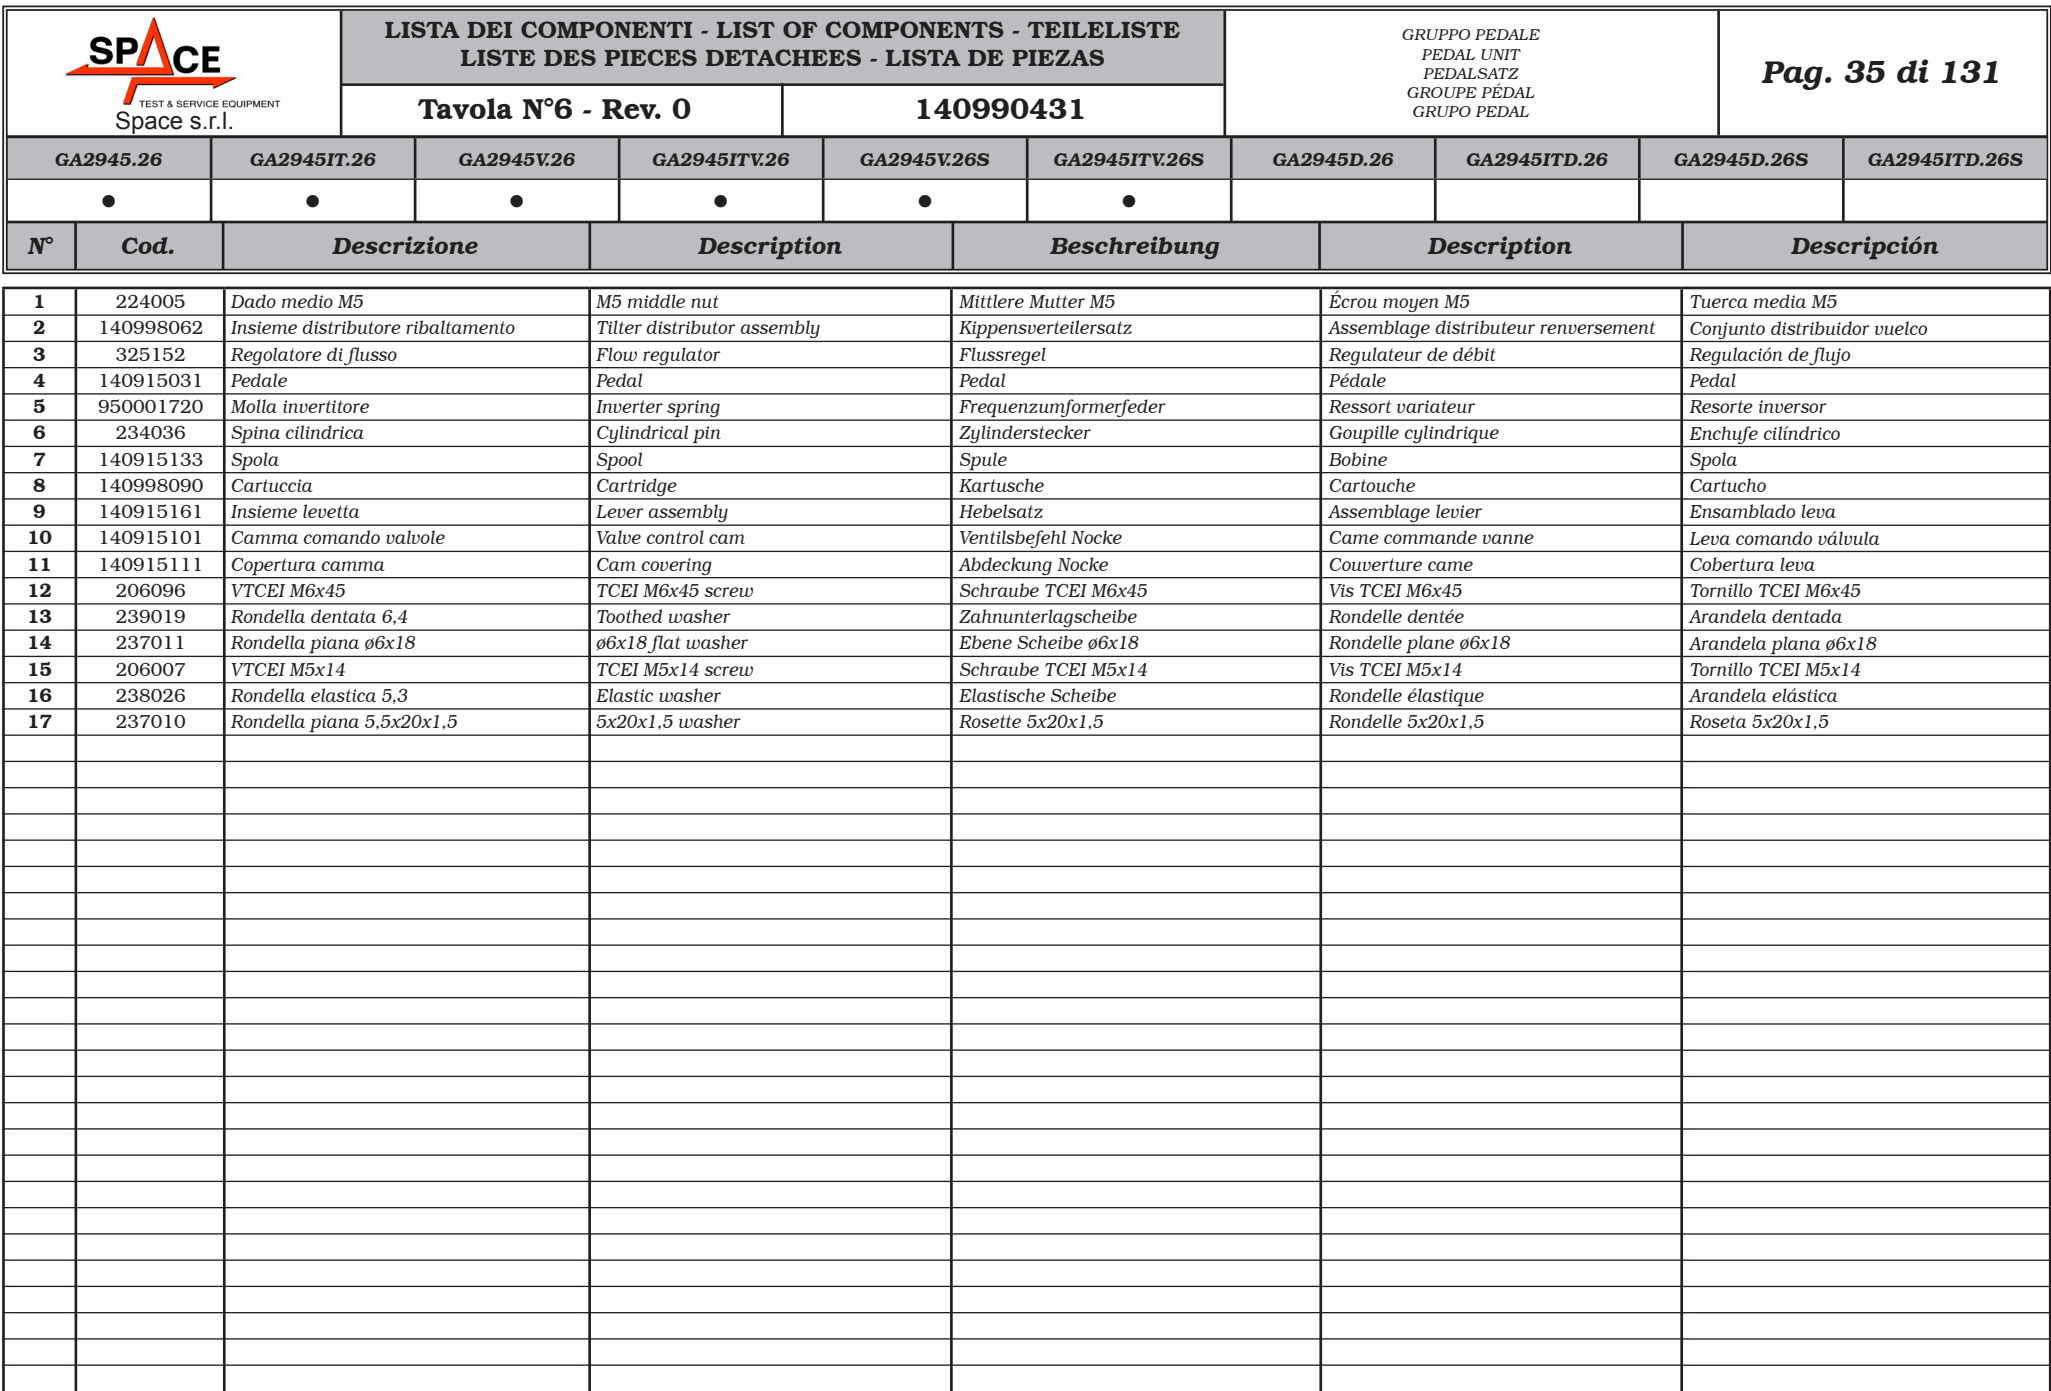 SPACE
TEST & SERVICE EQUIPMENT
Space s.r.l.
LISTA DEI COMPONENTI - LIST OF COMPONENTS - TEILELISTE
LISTE DES PIECES DETACHEES - LISTA DE PIEZAS
Tavola N°6 - Rev. 0 140990431
GRUPPO PEDALE
PEDAL UNIT
PEDALSATZ
GROUPE PÉDAL
GRUPO PEDAL
Pag. 35 di 131
GA2945.26 GA2945IT.26 GA2945V.26 GA2945ITV.26 GA2945V.26S GA2945ITV.26S GA2945D.26 GA2945ITD.26 GA2945D.26S GA2945ITD.26S
● ● ● ● ● ●
N° Cod. Descrizione Description Beschreibung Description Descripción
1 224005 Dado medio M5 M5 middle nut Mittlere Mutter M5 Écrou moyen M5 Tuerca media M5
2 140998062 Insieme distributore ribaltamento Tilter distributor assembly Kippensverteilersatz Assemblage distributeur renversement Conjunto distribuidor vuelco
3 325152 Regolatore di flusso Flow regulator Flussregel Regulateur de débit Regulación de flujo
4 140915031 Pedale Pedal Pedal Pédale Pedal
5 950001720 Molla invertitore Inverter spring Frequenzumformerfeder Ressort variateur Resorte inversor
6 234036 Spina cilindrica Cylindrical pin Zylinderstecker Goupille cylindrique Enchufe cilíndrico
7 140915133 Spola Spool Spule Bobine Spola
8 140998090 Cartuccia Cartridge Kartusche Cartouche Cartucho
9 140915161 Insieme levetta Lever assembly Hebelsatz Assemblage levier Ensamblado leva
10 140915101 Camma comando valvole Valve control cam Ventilsbefehl Nocke Came commande vanne Leva comando válvula
11 140915111 Copertura camma Cam covering Abdeckung Nocke Couverture came Cobertura leva
12 206096 VTCEI M6x45 TCEI M6x45 screw Schraube TCEI M6x45 Vis TCEI M6x45 Tornillo TCEI M6x45
13 239019 Rondella dentata 6,4 Toothed washer Zahnunterlagscheibe Rondelle dentée Arandela dentada
14 237011 Rondella piana ø6x18 ø6x18 flat washer Ebene Scheibe ø6x18 Rondelle plane ø6x18 Arandela plana ø6x18
15 206007 VTCEI M5x14 TCEI M5x14 screw Schraube TCEI M5x14 Vis TCEI M5x14 Tornillo TCEI M5x14
16 238026 Rondella elastica 5,3 Elastic washer Elastische Scheibe Rondelle élastique Arandela elástica
17 237010 Rondella piana 5,5x20x1,5 5x20x1,5 washer Rosette 5x20x1,5 Rondelle 5x20x1,5 Roseta 5x20x1,5